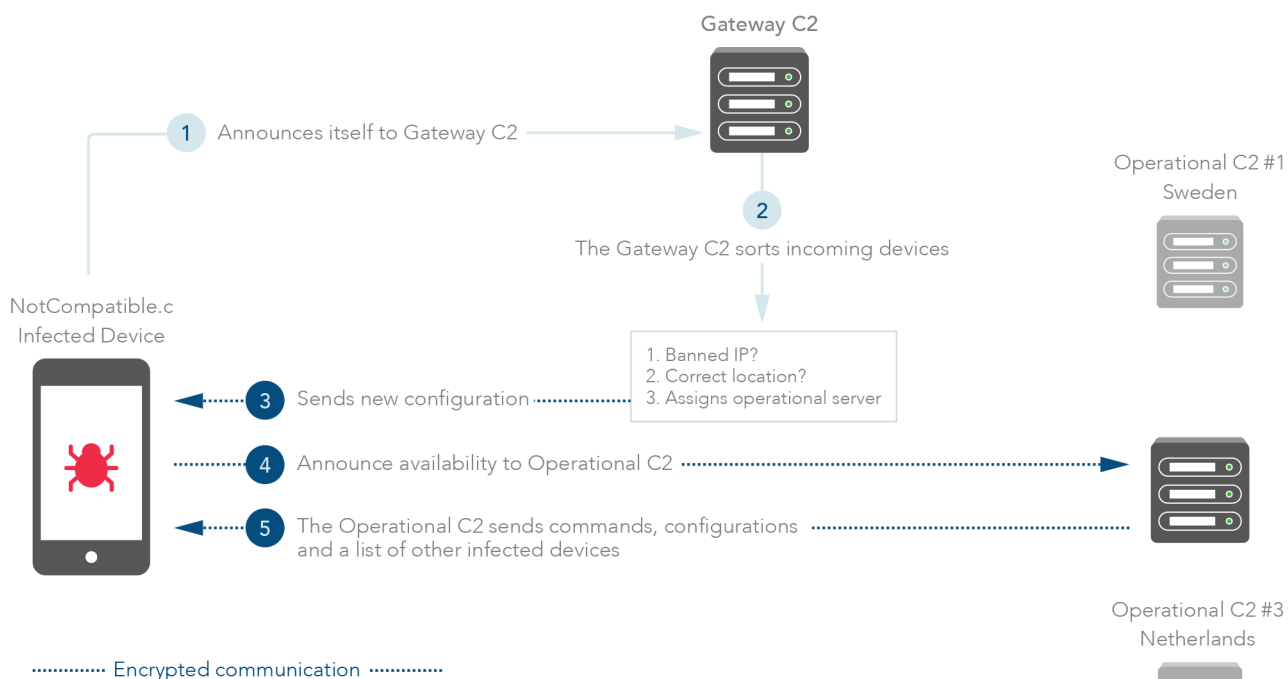 Gateway C2
1 Announces itself to Gateway C2
Operational C2 #1
Sweden
2
The Gateway C2 sorts incoming devices
NotCompatible.c
Infected Device
1. Banned IP?
2. Correct location?
3. Assigns operational server
3 Sends new configuration
4 Announce availability to Operational C2
5 The Operational C2 sends commands, configurations
and a list of other infected devices
Operational C2 #3
Netherlands
Encrypted communication